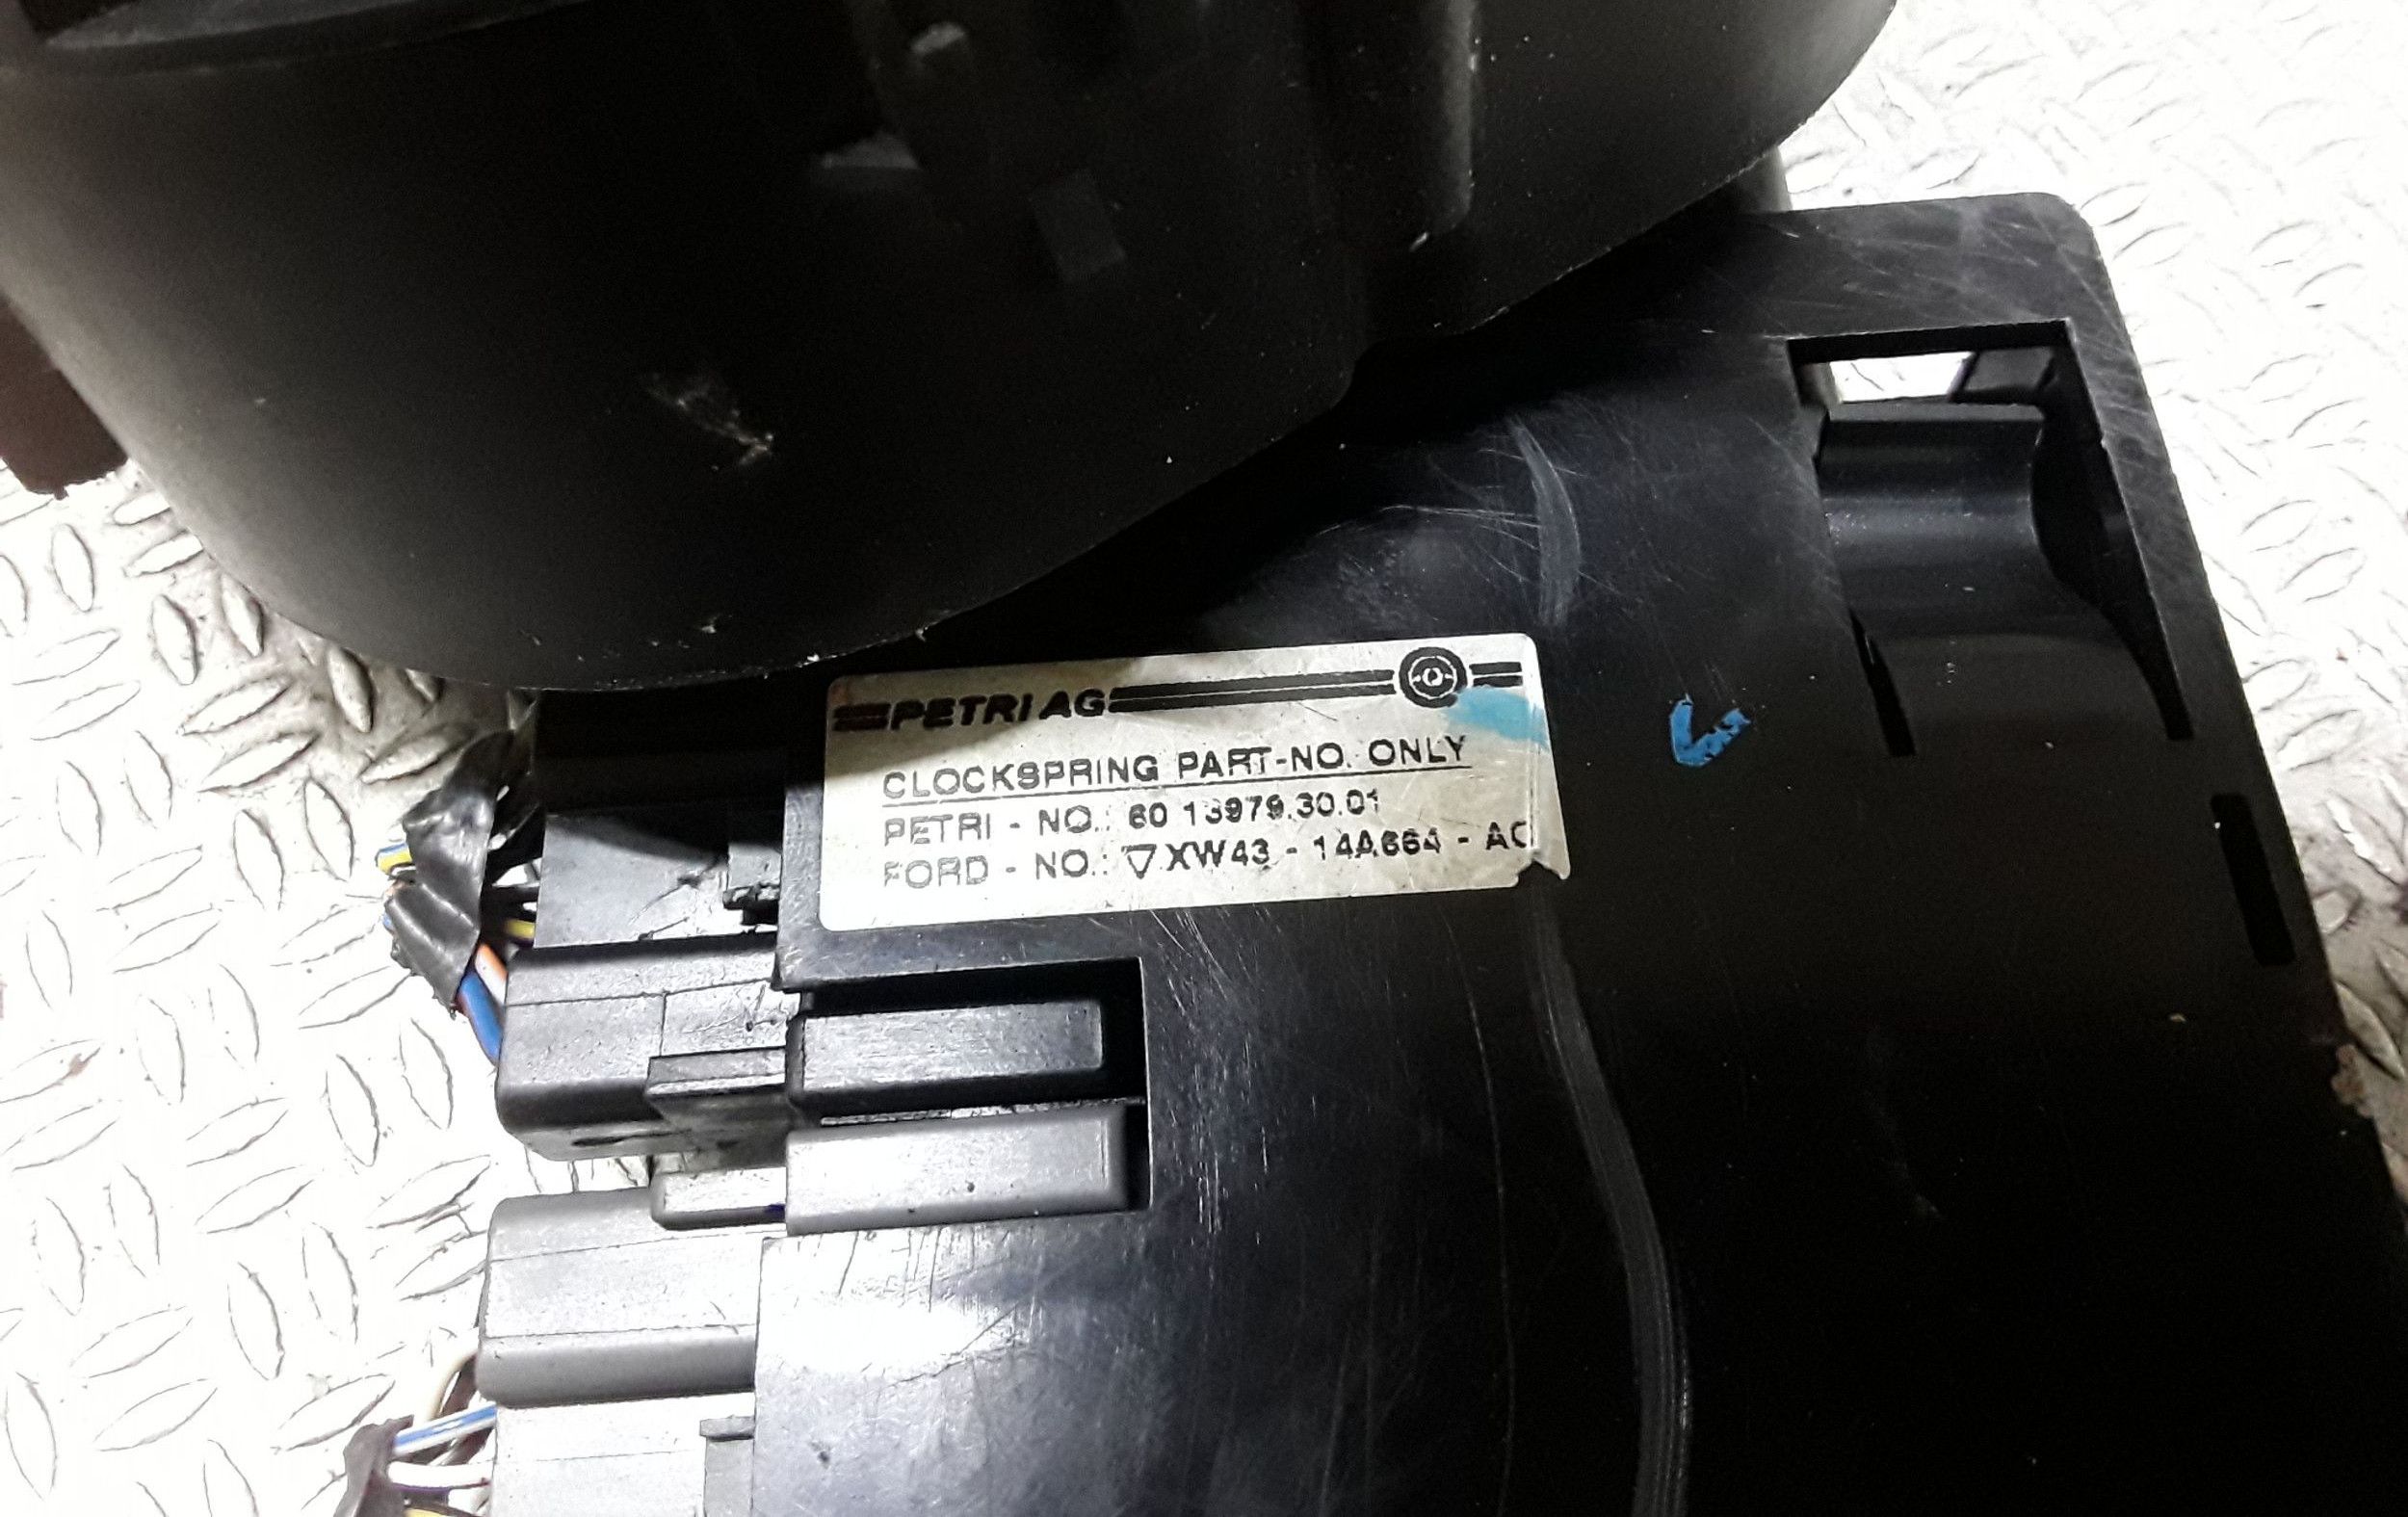 PETRI AG
CLOCKSPRING PART-NO. ONLY
PETRI - NO.: 60 13979.30.01
FORD - NO.: ▽XW43 - 14A664 - AC